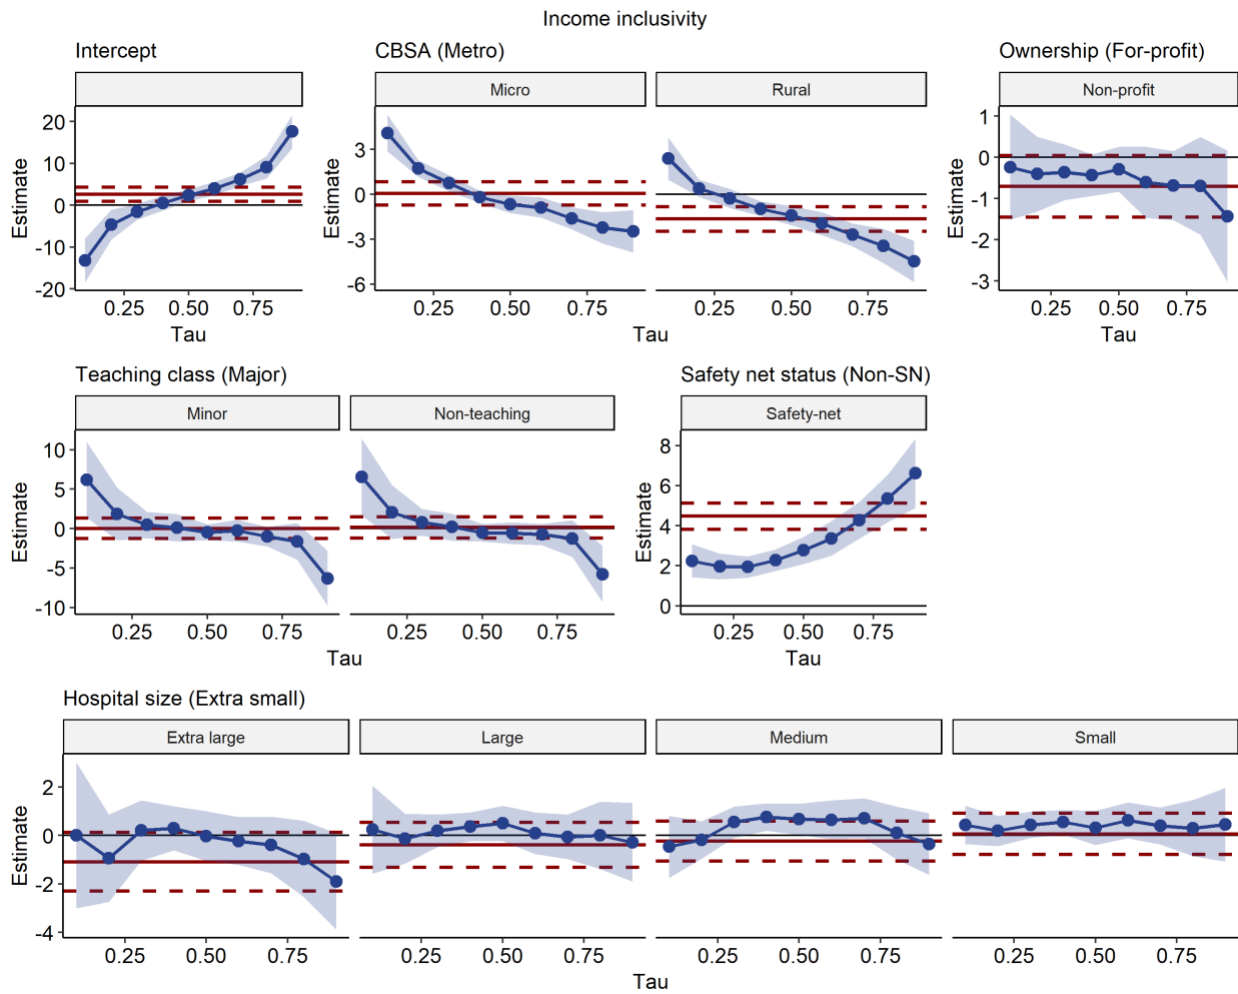 Income inclusivity
Intercept
CBSA (Metro)
Ownership (For-profit)
Micro
Rural
Non-profit
Estimate
20
10
0
-10
-20
0.25 0.50 0.75
Tau
Estimate
3
0
-3
-6
0.25 0.50 0.75
0.25 0.50 0.75
Tau
Estimate
1
0
-1
-2
-3
0.25 0.50 0.75
Tau
Teaching class (Major)
Safety net status (Non-SN)
Minor
Non-teaching
Safety-net
Estimate
10
5
0
-5
-10
0.25 0.50 0.75
0.25 0.50 0.75
Tau
Estimate
8
6
4
2
0
0.25 0.50 0.75
Tau
Hospital size (Extra small)
Extra large
Large
Medium
Small
Estimate
2
0
-2
-4
0.25 0.50 0.75
0.25 0.50 0.75
0.25 0.50 0.75
0.25 0.50 0.75
Tau